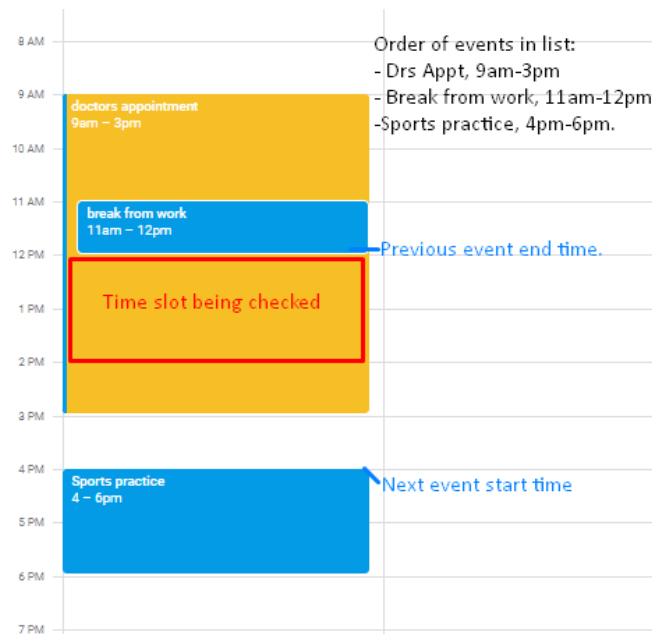 8 AM
Order of events in list:
- Drs Appt, 9am-3pm
9 AM
doctors appointment
- Break from work, 11am-12pm
9am – 3pm
-Sports practice, 4pm-6pm.
10 AM
11 AM
break from work
11am – 12pm
Previous event end time.
12 PM
Time slot being checked
1 PM
2 PM
3 PM
4 PM
Sports practice
Next event start time
4 – 6pm
5 PM
6 PM
7 PM